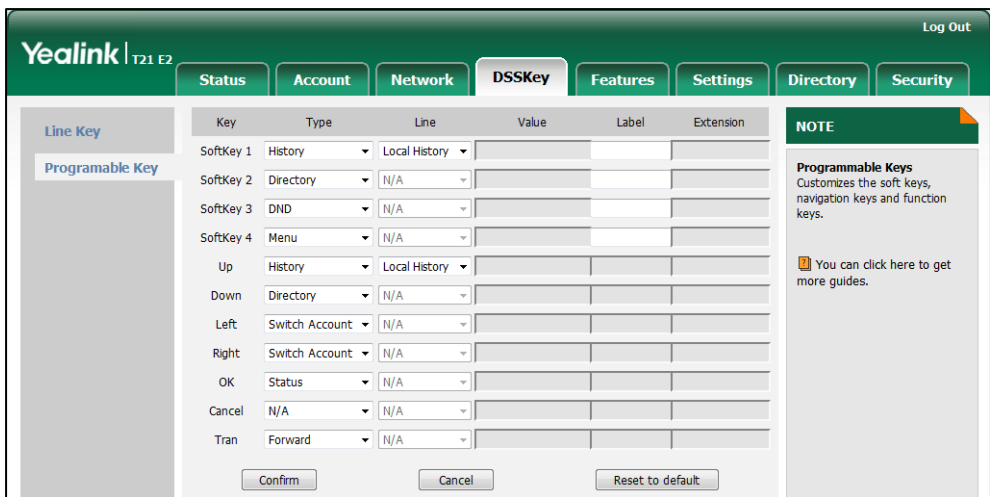 Log Out
Yealink | T21 E2
Status Account Network DSSKey Features Settings Directory Security
Line Key
Programable Key
Key Type Line Value Label Extension
SoftKey 1 History Local History
SoftKey 2 Directory N/A
SoftKey 3 DND N/A
SoftKey 4 Menu N/A
Up History Local History
Down Directory N/A
Left Switch Account N/A
Right Switch Account N/A
OK Status N/A
Cancel N/A N/A
Tran Forward N/A
Confirm Cancel Reset to default
NOTE
Programmable Keys
Customizes the soft keys,
navigation keys and function
keys.
? You can click here to get
more guides.